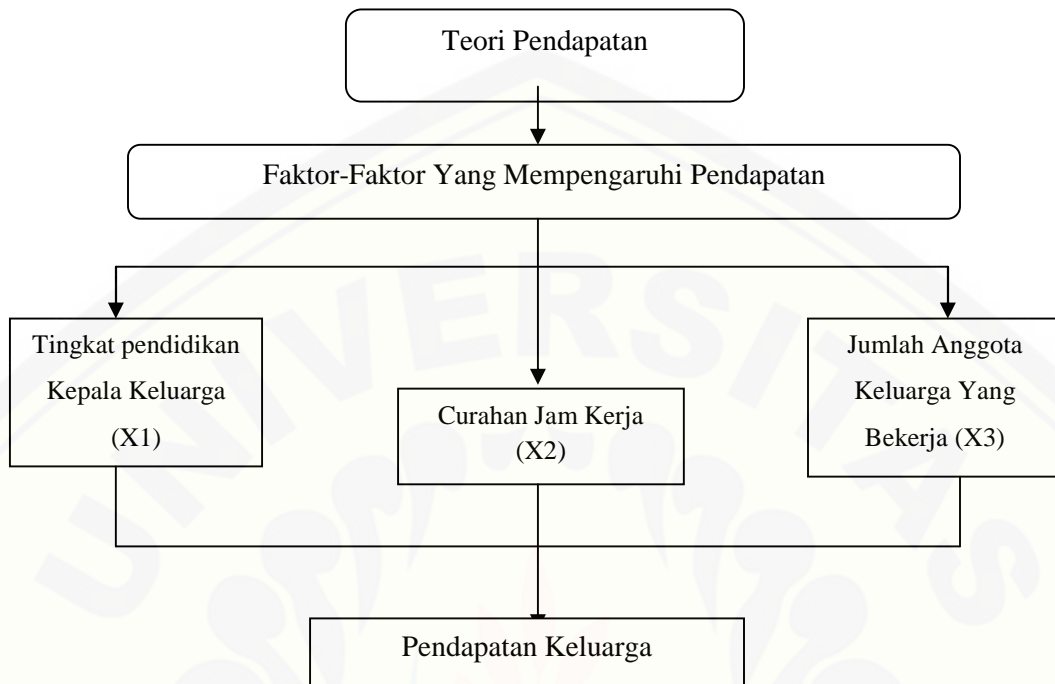 Teori Pendapatan
Faktor-Faktor Yang Mempengaruhi Pendapatan
Tingkat pendidikan
Kepala Keluarga
(X1)
Curahan Jam Kerja
(X2)
Jumlah Anggota
Keluarga Yang
Bekerja (X3)
Pendapatan Keluarga
UNIVERSITAS